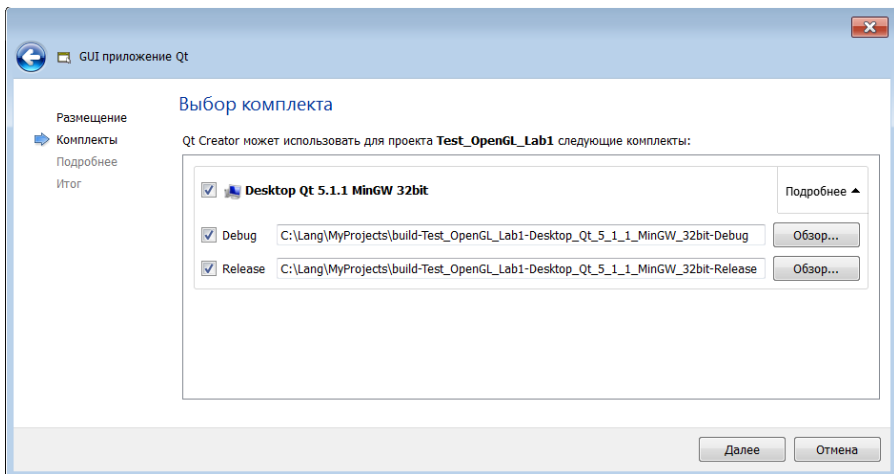 GUI приложение Qt
Размещение
Комплекты
Подробнее
Итог
Выбор комплекта
Qt Creator может использовать для проекта Test_OpenGL_Lab1 следующие комплекты:
Desktop Qt 5.1.1 MinGW 32bit
Подробнее
Debug C:\Lang\MyProjects\build-Test_OpenGL_Lab1-Desktop_Qt_5_1_1_MinGW_32bit-Debug Обзор...
Release C:\Lang\MyProjects\build-Test_OpenGL_Lab1-Desktop_Qt_5_1_1_MinGW_32bit-Release Обзор...
Далее Отмена